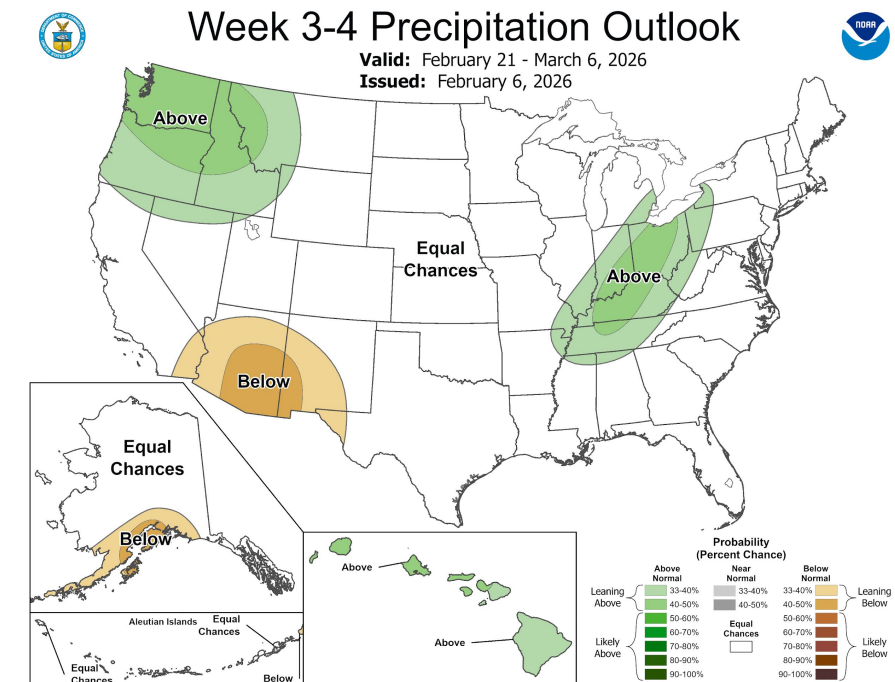 Week 3-4 Precipitation Outlook
Valid: February 21 - March 6, 2026
Issued: February 6, 2026
NOAA
Above
Equal
Chances
Above
Below
Equal
Chances
Below
Aleutian Islands
Equal
Chances
Equal
Chances
Below
Above
Above
Probability
(Percent Chance)
Above
Normal
Near
Normal
Below
Normal
Leaning
Above
33-40%
40-50%
33-40%
40-50%
33-40%
40-50%
Leaning
Below
Likely
Above
50-60%
60-70%
70-80%
80-90%
90-100%
Equal
Chances
50-60%
60-70%
70-80%
80-90%
90-100%
Likely
Below